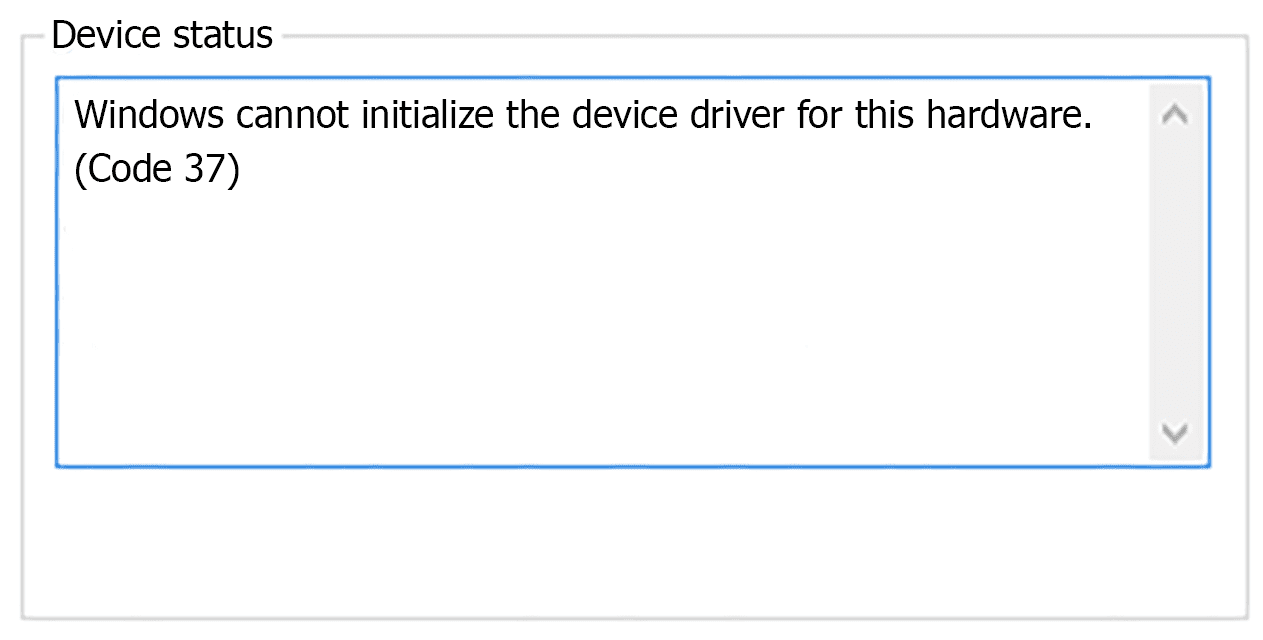 Device status
Windows cannot initialize the device driver for this hardware.
(Code 37)